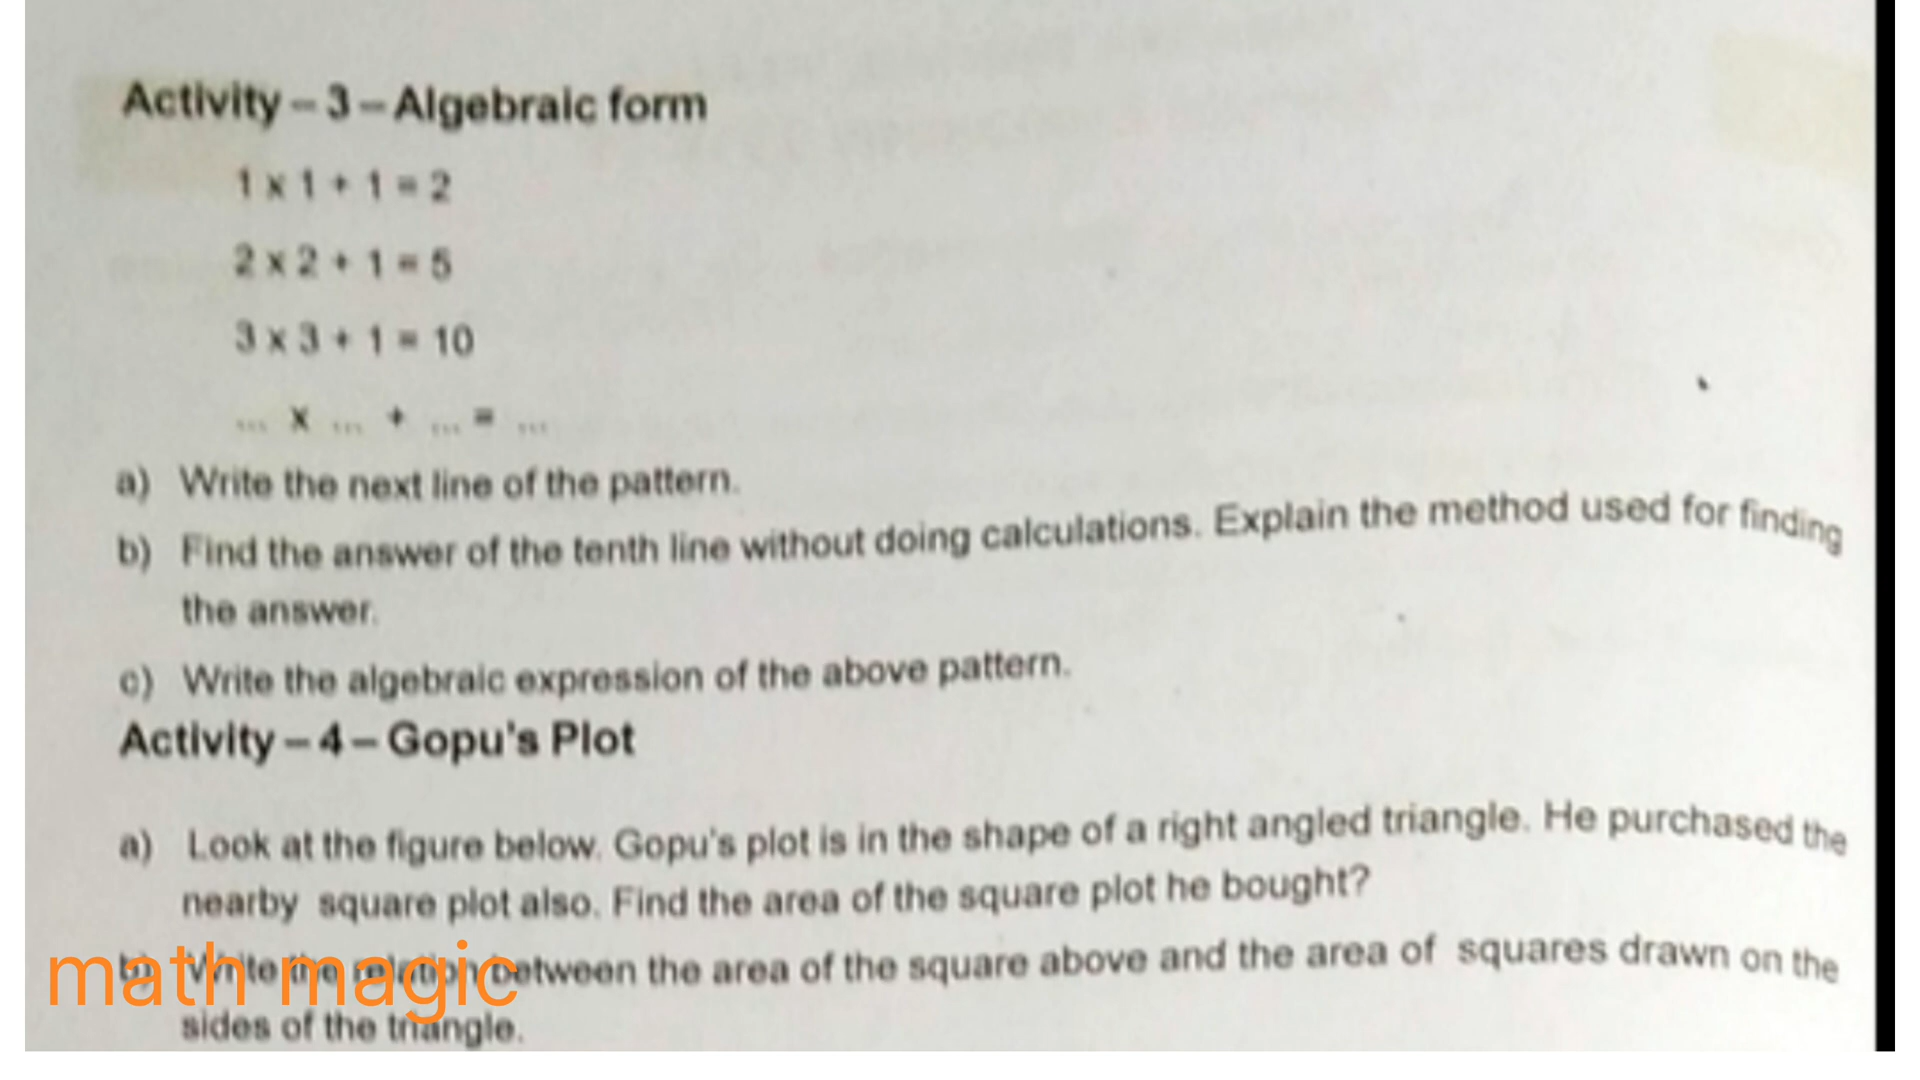 Activity – 3 – Algebraic form
1 x 1 + 1 = 2
2 x 2 + 1 = 5
3 x 3 + 1 = 10
... x ... + ... = ...
a) Write the next line of the pattern.
b) Find the answer of the tenth line without doing calculations. Explain the method used for finding
the answer.
c) Write the algebraic expression of the above pattern.
Activity – 4 – Gopu's Plot
a) Look at the figure below. Gopu's plot is in the shape of a right angled triangle. He purchased the
nearby square plot also. Find the area of the square plot he bought?
b) Write the relation between the area of the square above and the area of squares drawn on the
sides of the triangle.
math magic